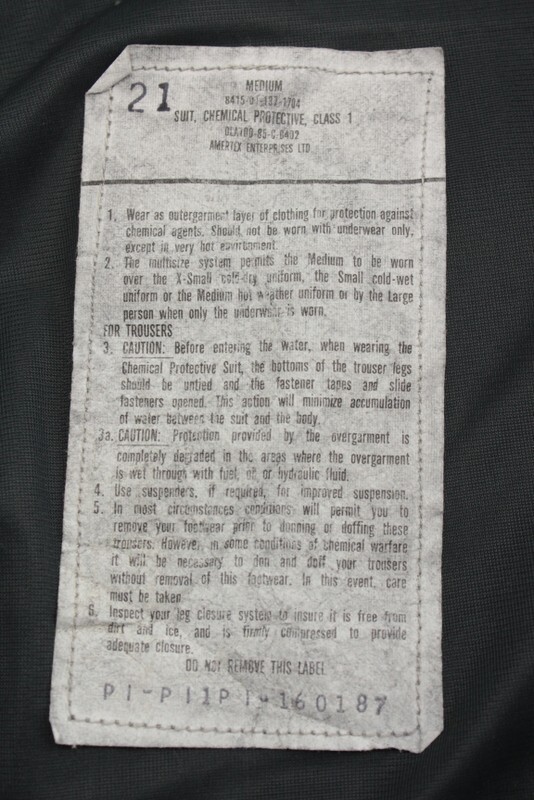 21
MEDIUM
8415-01-137-1704
SUIT, CHEMICAL PROTECTIVE, CLASS 1
DLA100-85-C-0432
AMERTEX ENTERPRISES LTD
1. Wear as outergarment layer of clothing for protection against
chemical agents. Should not be worn with underwear only,
except in very hot environment.
2. The multisize system permits the Medium to be worn
over the X-Small cold-dry uniform, the Small cold-wet
uniform or the Medium hot weather uniform or by the Large
person when only the underwear is worn.
FOR TROUSERS
3. CAUTION: Before entering the water, when wearing the
Chemical Protective Suit, the bottoms of the trouser legs
should be untied and the fastener tapes and slide
fasteners opened. This action will minimize accumulation
of water between the suit and the body.
3a. CAUTION: Protection provided by the overgarment is
completely degraded in the areas where the overgarment
is wet through with fuel, oil or hydraulic fluid.
4. Use suspenders, if required, for improved suspension.
5. In most circumstances conditions will permit you to
remove your footwear prior to donning or doffing these
trousers. However, in some conditions of chemical warfare
it will be necessary to don and doff your trousers
without removal of this footwear. In this event, care
must be taken.
6. Inspect your leg closure system to insure it is free from
dirt and ice, and is firmly compressed to provide
adequate closure.
DO NOT REMOVE THIS LABEL
PI-PI1PI-160187